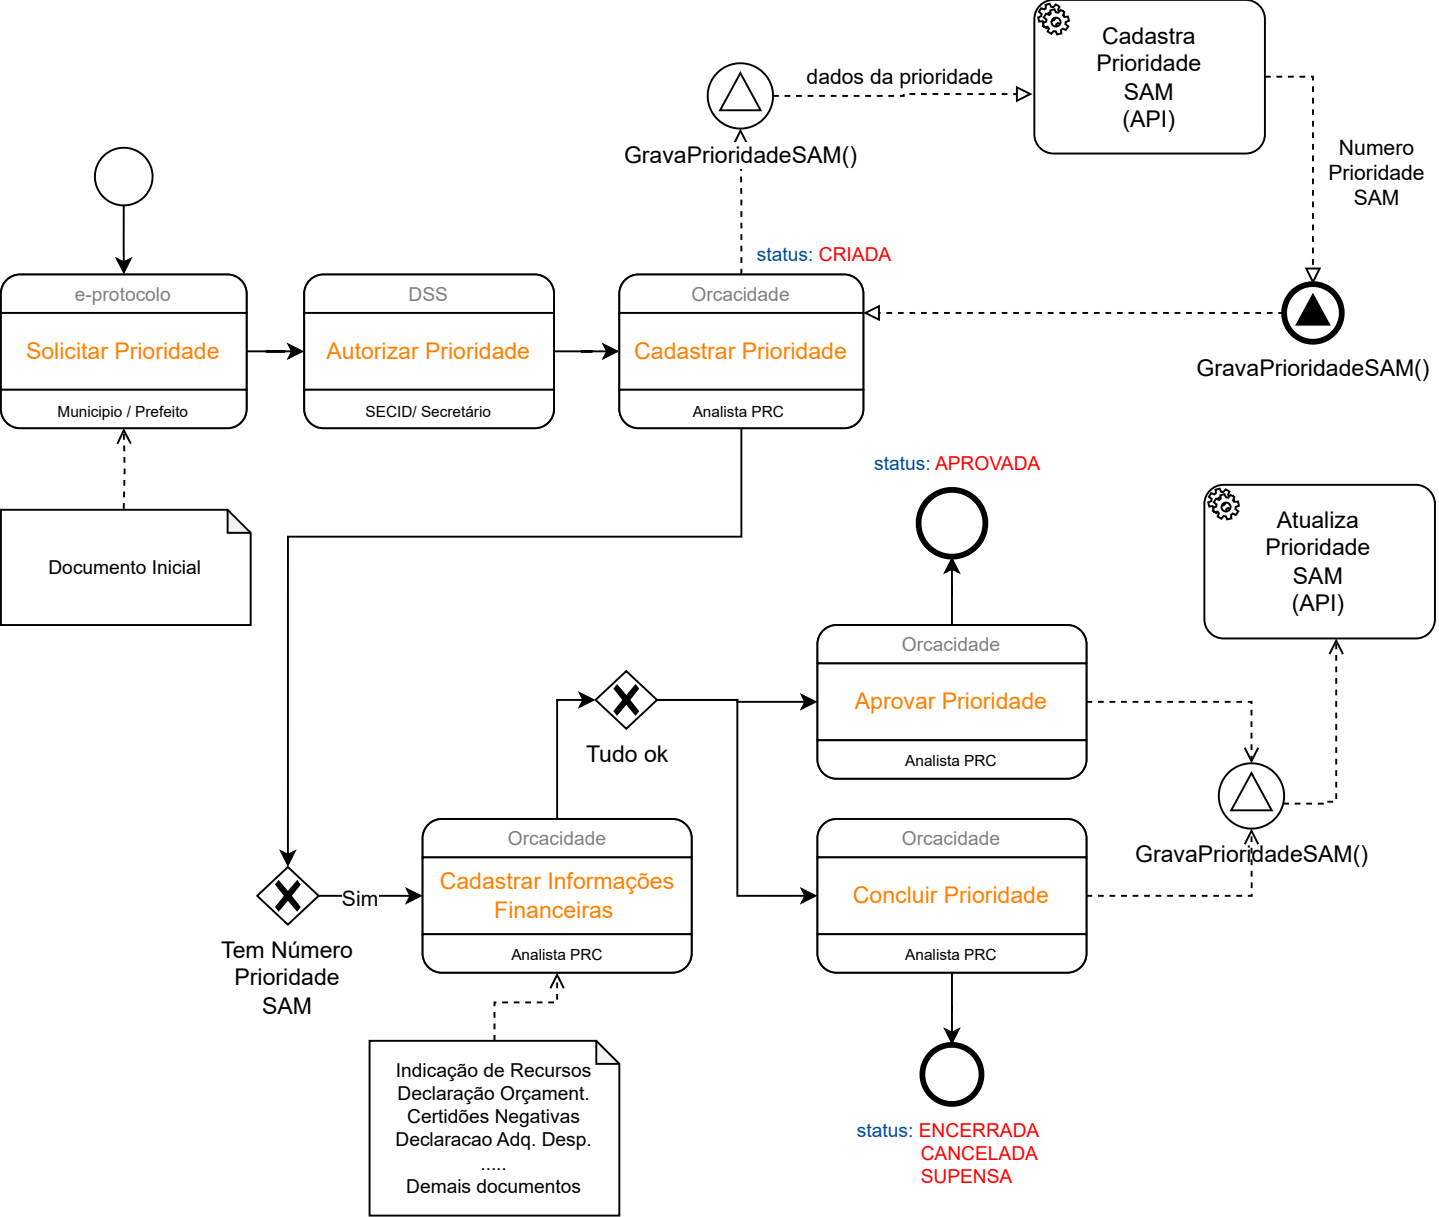 Cadastra
Prioridade
SAM
(API)
dados da prioridade
GravaPrioridadeSAM()
Numero
Prioridade
SAM
status: CRIADA
e-protocolo
Solicitar Prioridade
Municipio / Prefeito
DSS
Autorizar Prioridade
SECID/ Secretário
Orcacidade
Cadastrar Prioridade
Analista PRC
GravaPrioridadeSAM()
Documento Inicial
status: APROVADA
Atualiza
Prioridade
SAM
(API)
Orcacidade
Aprovar Prioridade
Analista PRC
Tudo ok
GravaPrioridadeSAM()
Sim
Tem Número
Prioridade
SAM
Orcacidade
Cadastrar Informações
Financeiras
Analista PRC
Orcacidade
Concluir Prioridade
Analista PRC
Indicação de Recursos
Declaração Orçament.
Certidões Negativas
Declaracao Adq. Desp.
.....
Demais documentos
status: ENCERRADA
CANCELADA
SUPENSA